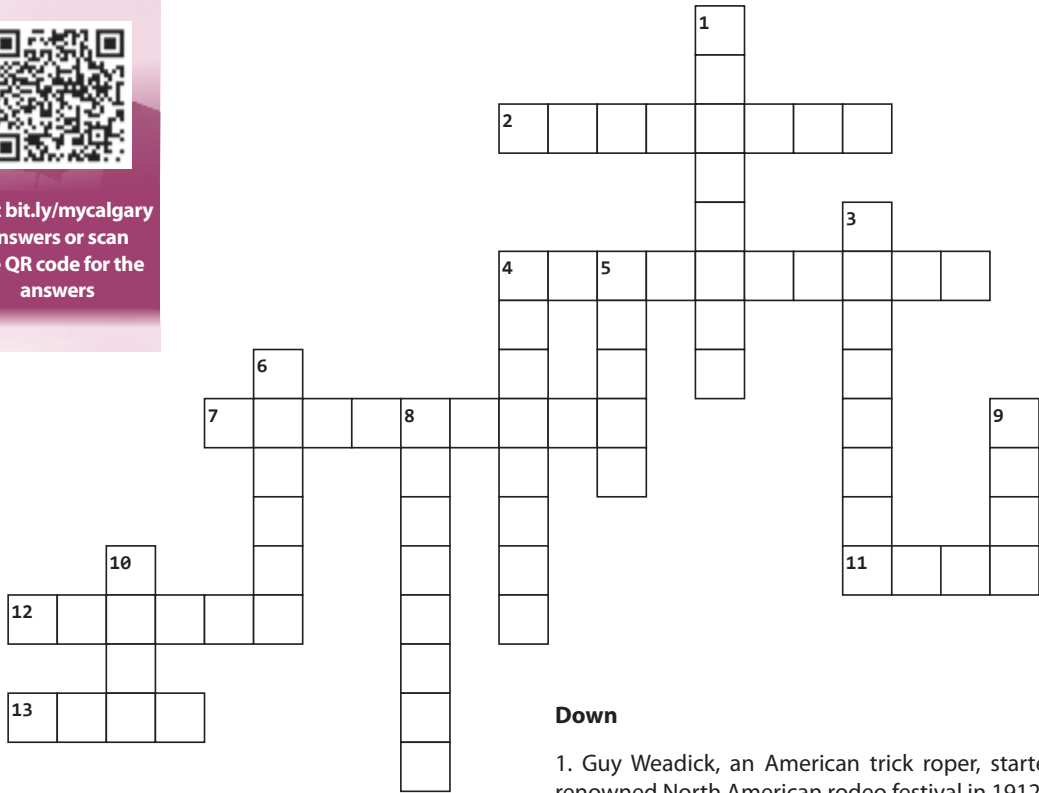 bit.ly/mycalgary
or scan
QR code for the
answers
1
2
3
4 5
6
7 8 9
10
11
12
13
Down
1. Guy Weadick, an American trick roper,
renowned North American rodeo festival in 1912